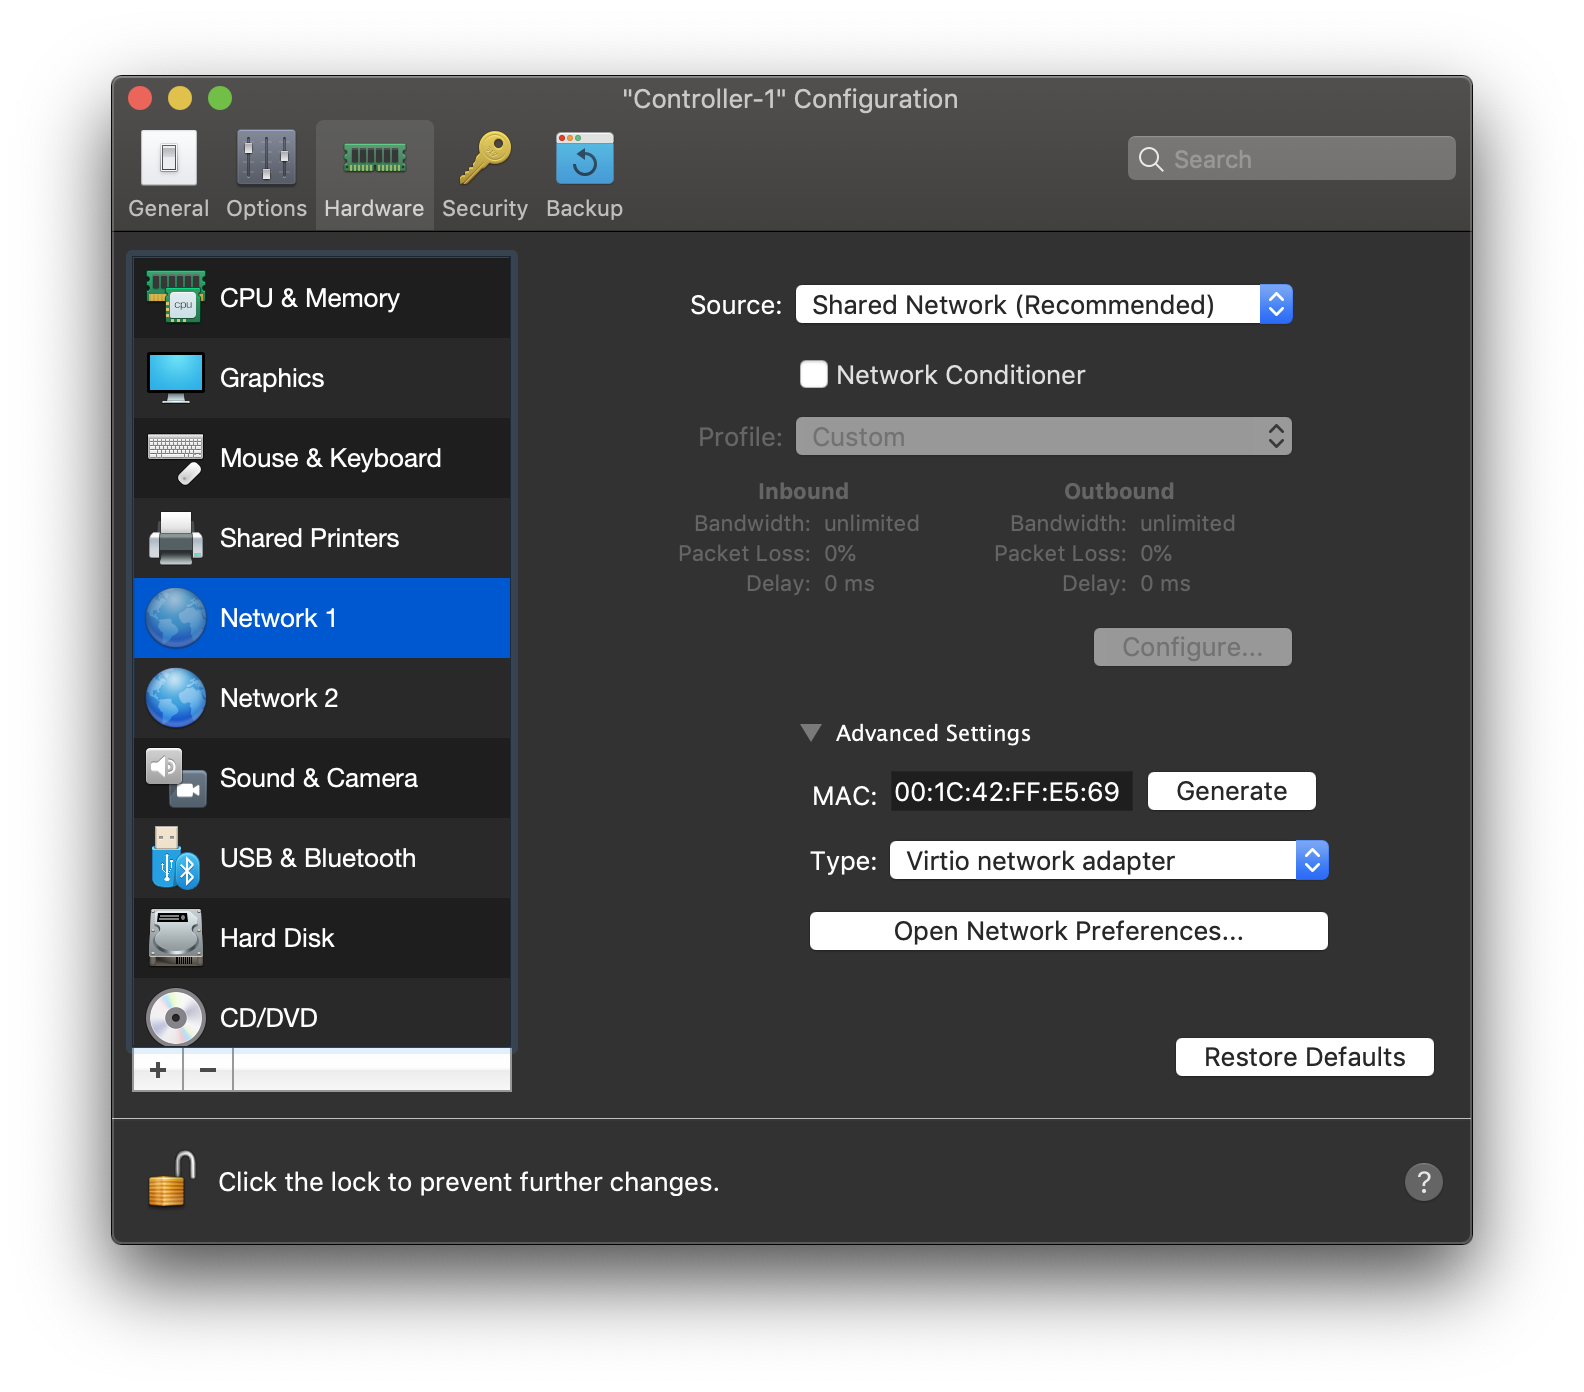 "Controller-1" Configuration
General Options Hardware Security Backup
Search
CPU & Memory
cpu
Graphics
Mouse & Keyboard
Shared Printers
Network 1
Network 2
Sound & Camera
USB & Bluetooth
Hard Disk
CD/DVD
Source: Shared Network (Recommended)
Network Conditioner
Profile: Custom
Inbound Outbound
Bandwidth: unlimited Bandwidth: unlimited
Packet Loss: 0% Packet Loss: 0%
Delay: 0 ms Delay: 0 ms
Configure...
Advanced Settings
MAC: 00:1C:42:FF:E5:69 Generate
Type: Virtio network adapter
Open Network Preferences...
Restore Defaults
Click the lock to prevent further changes.
?